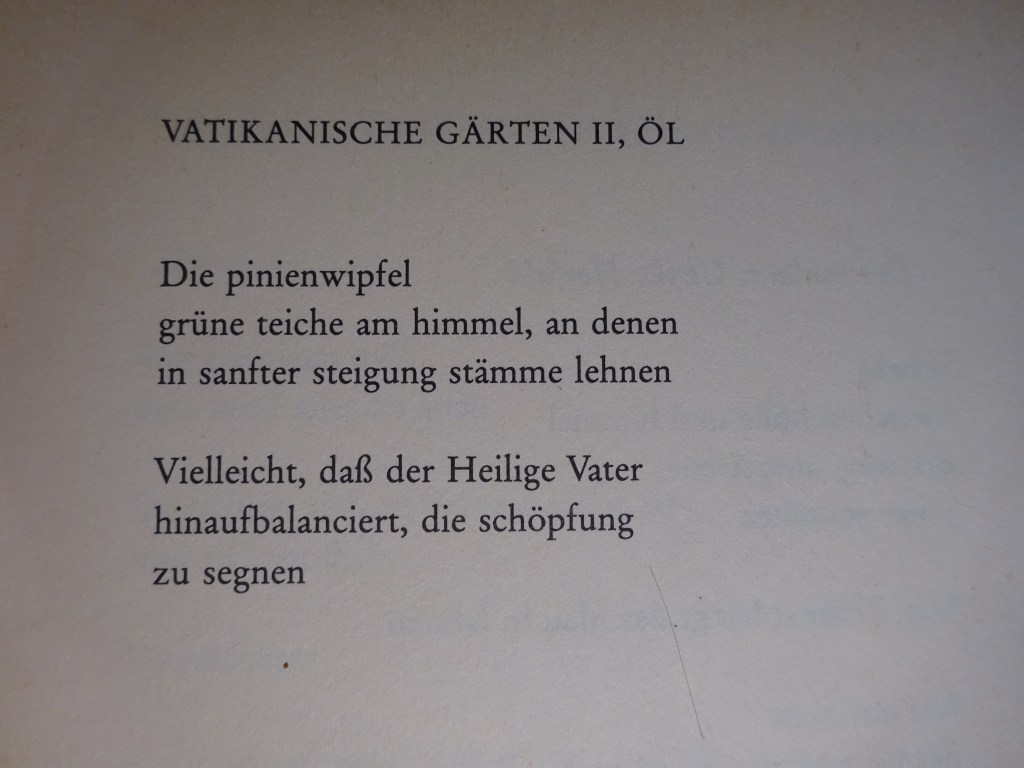 VATIKANISCHE GÄRTEN II, ÖL
Die pinienwipfel
grüne teiche am himmel, an denen
in sanfter steigung stämme lehnen
Vielleicht, daß der Heilige Vater
hinaufbalanciert, die schöpfung
zu segnen